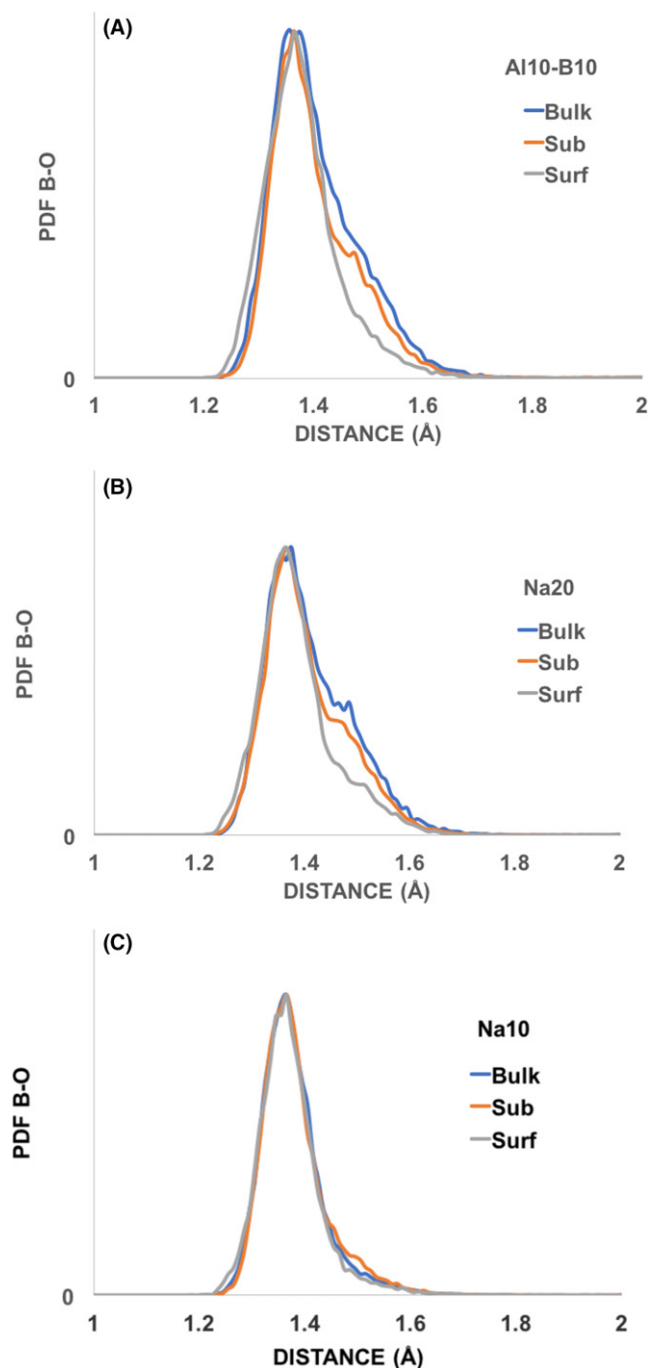 (A)
Al10-B10
Bulk
Sub
Surf
PDF B-O
0
1 1.2 1.4 1.6 1.8 2
DISTANCE (Å)
(B)
Na20
Bulk
Sub
Surf
PDF B-O
0
1 1.2 1.4 1.6 1.8 2
DISTANCE (Å)
(C)
Na10
Bulk
Sub
Surf
PDF B-O
0
1 1.2 1.4 1.6 1.8 2
DISTANCE (Å)